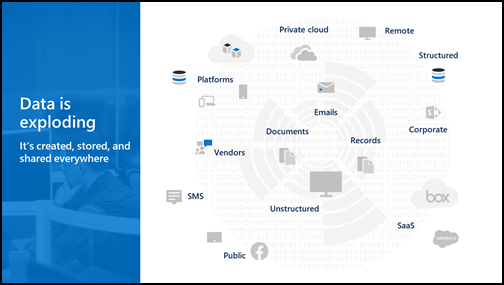 Data is
exploding
It's created, stored, and
shared everywhere
Private cloud
Remote
Structured
Platforms
Emails
Documents
Records
Corporate
Vendors
SMS
Unstructured
box
SaaS
salesforce
Public